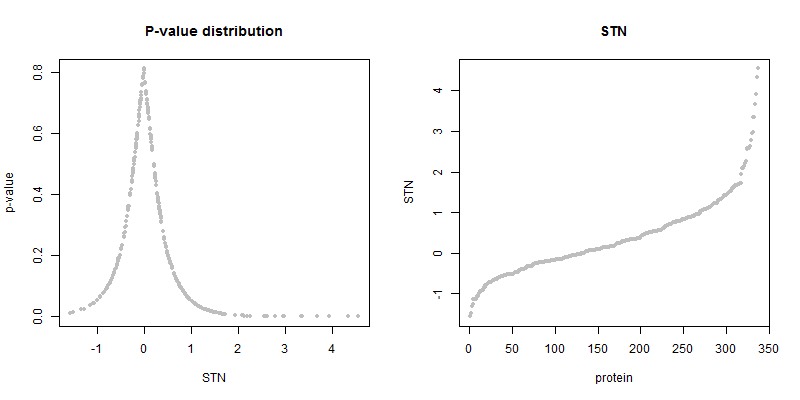 P-value distribution
p-value
0.8
0.6
0.4
0.2
0.0
-1 0 1 2 3 4
STN
STN
STN
4
3
2
1
0
-1
0 50 100 150 200 250 300 350
protein